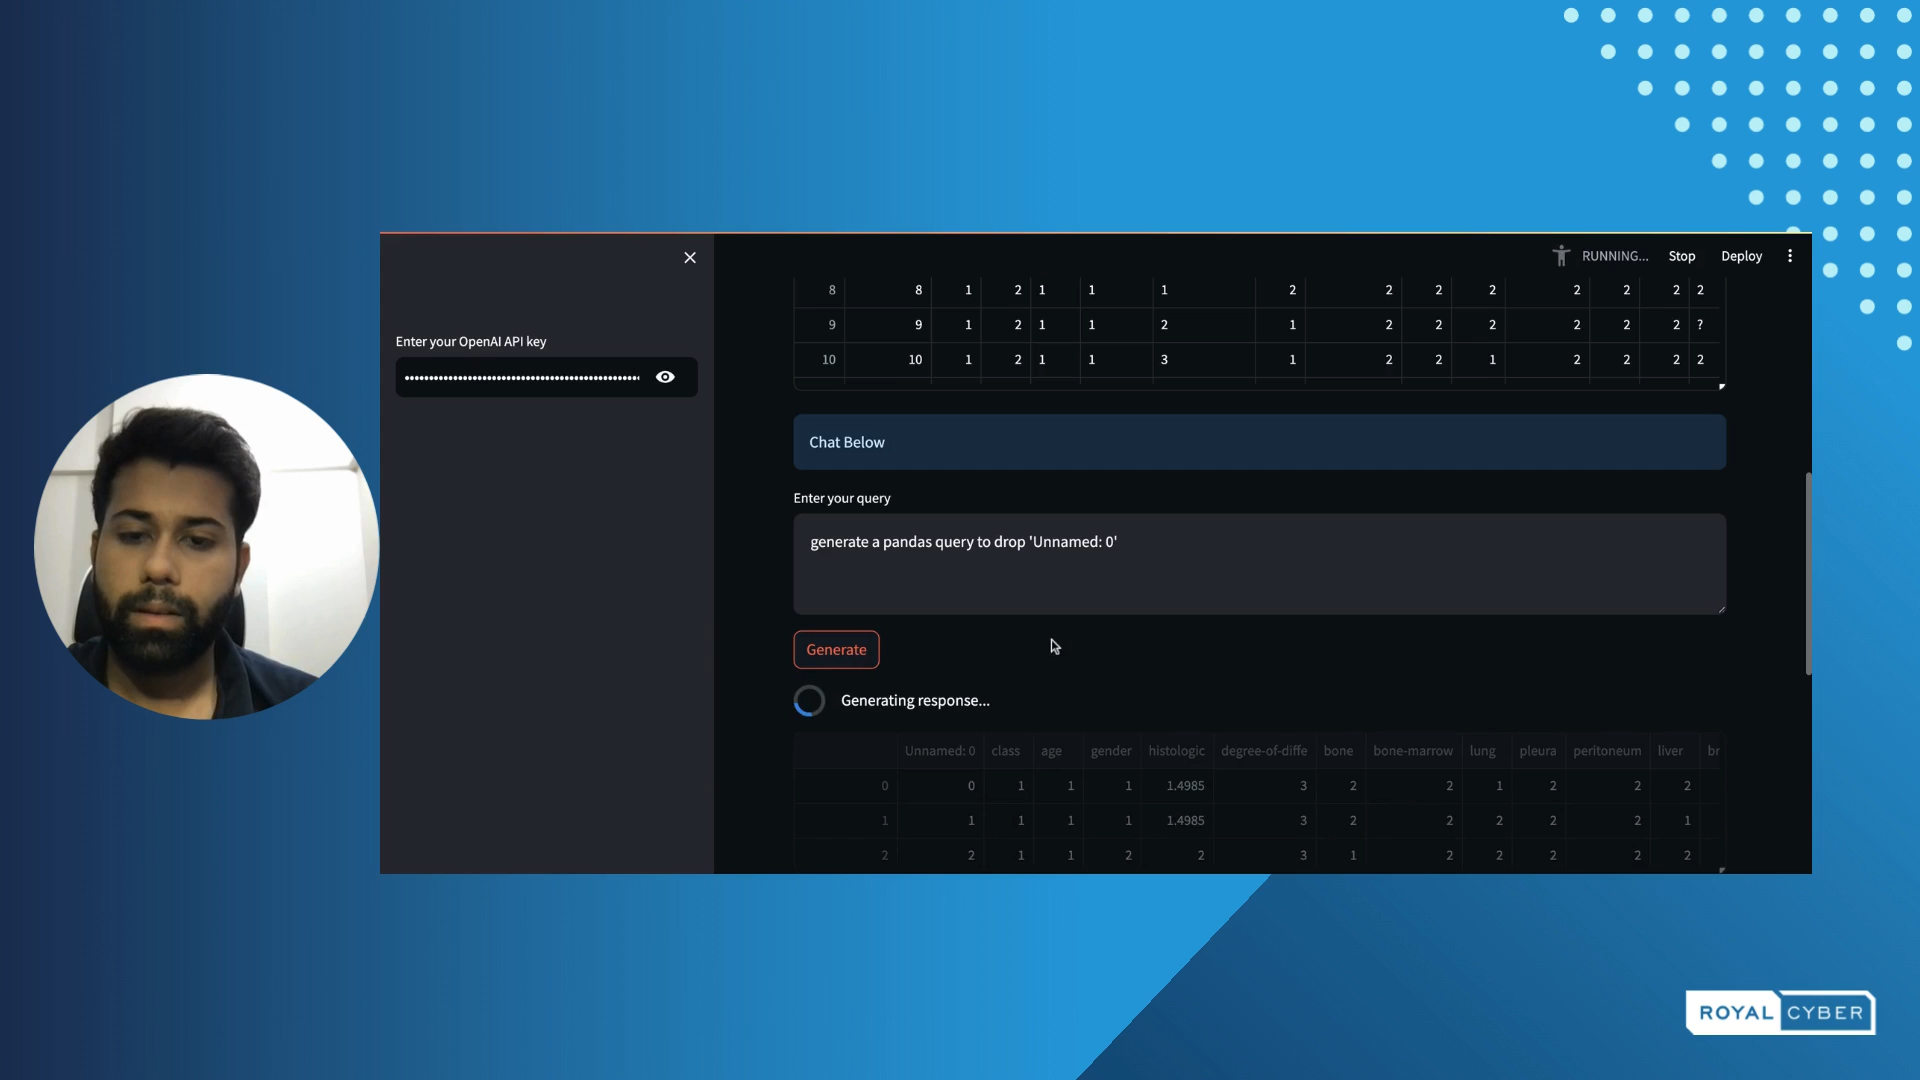 RUNNING...
Stop
Deploy
Enter your OpenAI API key
8 8 1 2 1 1 1 2 2 2 2 2 2 2 2
9 9 1 2 1 1 2 1 2 2 2 2 2 2 ?
10 10 1 2 1 1 3 1 2 2 1 2 2 2 2
Chat Below
Enter your query
generate a pandas query to drop 'Unnamed: 0'
Generate
Generating response...
Unnamed: 0 class age gender histologic degree-of-diffe bone bone-marrow lung pleura peritoneum liver br
0 0 1 1 1 1.4985 3 2 2 1 2 2 2
1 1 1 1 1 1.4985 3 2 2 2 2 2 1
2 2 1 1 2 2 3 1 2 2 2 2 2
ROYAL CYBER